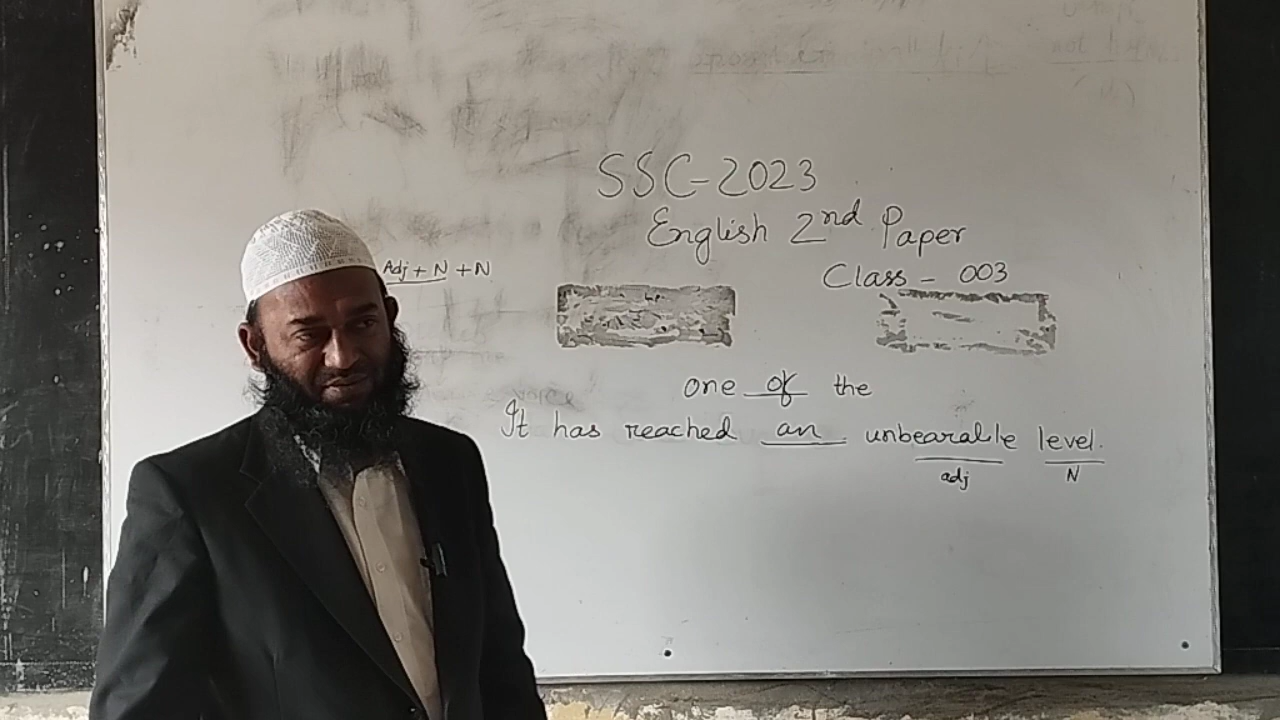 SSC-2023
English 2nd Paper
Adj + N + N
Class - 003
one of the
It has reached an unbearable level.
adj N